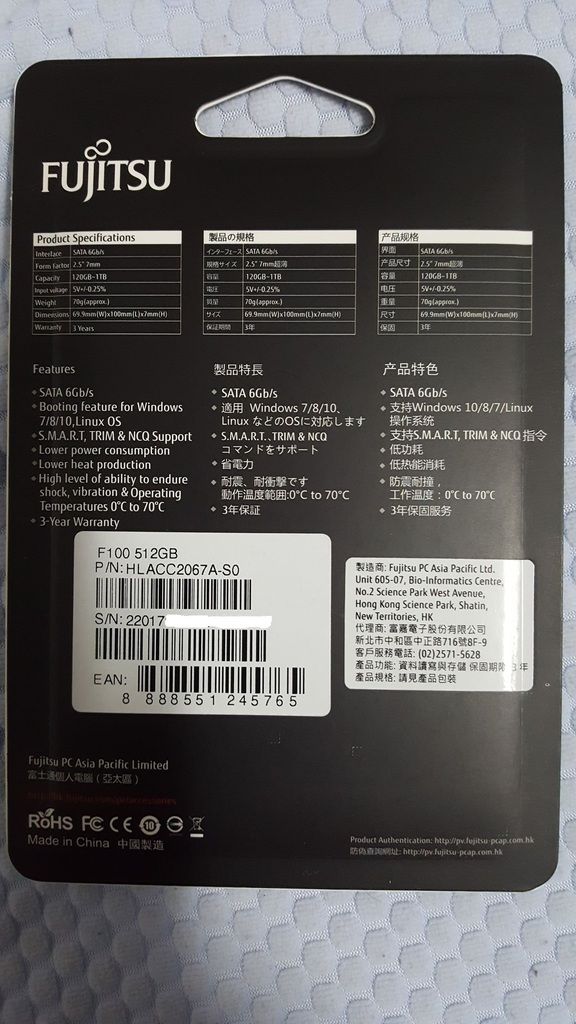 FUJITSU
Product Specifications
Interface SATA 6Gb/s
Form Factor 2.5" 7mm
Capacity 120GB~1TB
Input voltage 5V+/-0.25%
Weight 70g(approx.)
Dimensions 69.9mm(W)x100mm(L)x7mm(H)
Warranty 3 Years
製品の規格
インターフェース SATA 6Gb/s
規格サイズ 2.5" 7mm超薄
容量 120GB~1TB
電圧 5V+/-0.25%
質量 70g(approx.)
サイズ 69.9mm(W)x100mm(L)x7mm(H)
保証期間 3年
产品规格
界面 SATA 6Gb/s
产品尺寸 2.5" 7mm超薄
容量 120GB~1TB
电压 5V+/-0.25%
重量 70g(approx.)
尺寸 69.9mm(W)x100mm(L)x7mm(H)
保固 3年
Features
SATA 6Gb/s
Booting feature for Windows
7/8/10,Linux OS
S.M.A.R.T, TRIM & NCQ Support
Lower power consumption
Lower heat production
High level of ability to endure
shock, vibration & Operating
Temperatures 0°C to 70°C
3-Year Warranty
製品特長
SATA 6Gb/s
適用 Windows 7/8/10、
Linux などのOSに対応します
S.M.A.R.T.、TRIM & NCQ
コマンドをサポート
省電力
耐震、耐衝撃です
動作温度範囲:0°C to 70°C
3年保証
产品特色
SATA 6Gb/s
支持Windows 10/8/7/Linux
操作系统
支持S.M.A.R.T, TRIM & NCQ 指令
低功耗
低热能消耗
防震耐撞，
工作温度：0°C to 70°C
3年保固服务
F100 512GB
P/N: HLACC2067A-S0
S/N: 22017
EAN:
8 888551 245765
製造商: Fujitsu PC Asia Pacific Ltd.
Unit 605-07, Bio-Informatics Centre,
No.2 Science Park West Avenue,
Hong Kong Science Park, Shatin,
New Territories, HK
代理商: 富嘉電子股份有限公司
新北市中和區中正路716號8F-9
客戶服務電話: (02)2571-5628
產品功能: 資料讀寫與存儲 保固期限 3 年
產品規格: 請見產品包裝
Fujitsu PC Asia Pacific Limited
富士通個人電腦（亞太區）
RoHS FC CE 10
Made in China 中國製造
Product Authentication: http://pv.fujitsu-pcap.com.hk
防偽查詢網址: http://pv.fujitsu-pcap.com.hk